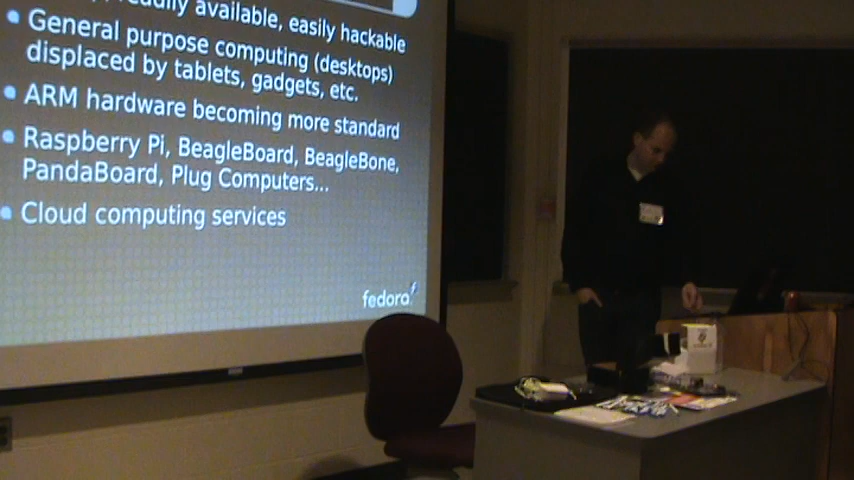 readily available, easily hackable
General purpose computing (desktops)
displaced by tablets, gadgets, etc.
ARM hardware becoming more standard
Raspberry Pi, BeagleBoard, BeagleBone,
PandaBoard, Plug Computers...
Cloud computing services
fedora